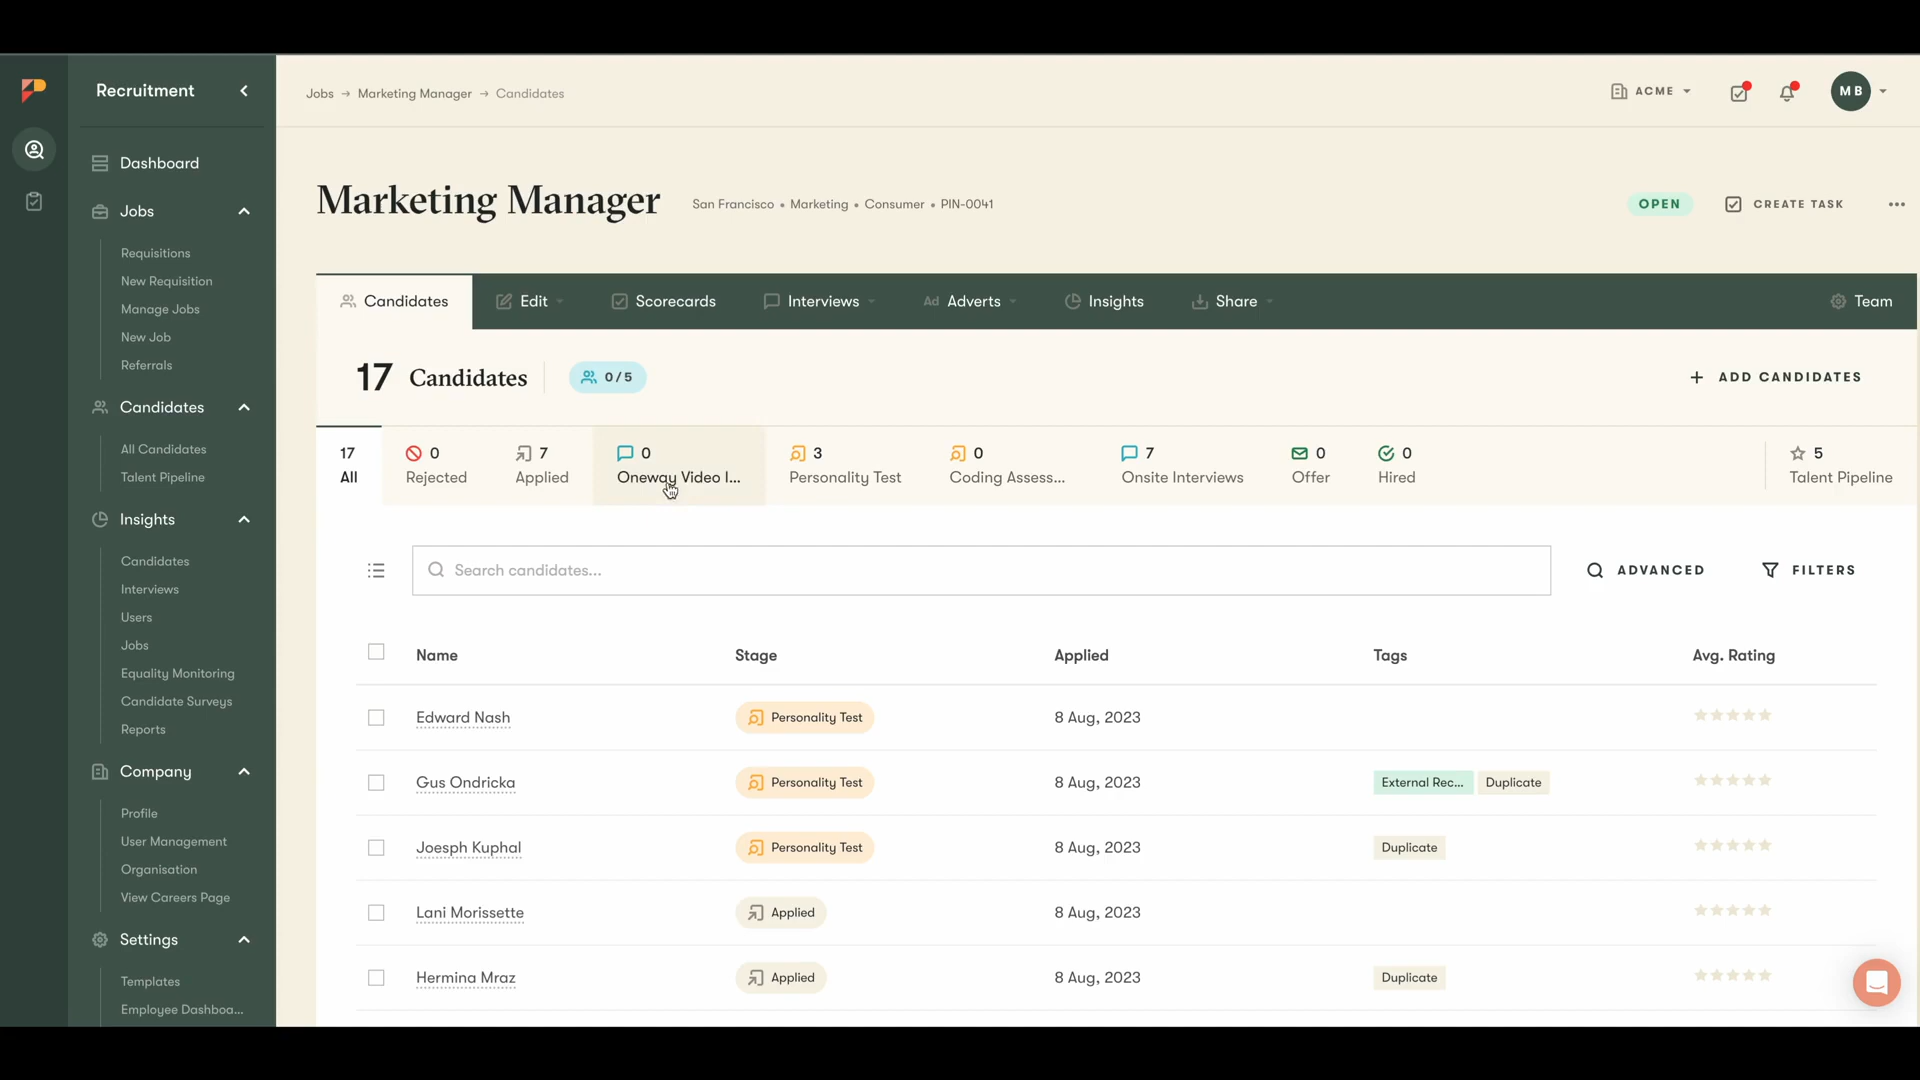 Recruitment
Jobs → Marketing Manager → Candidates
ACME
M B
Dashboard
Jobs
Requisitions
New Requisition
Manage Jobs
New Job
Referrals
Candidates
All Candidates
Talent Pipeline
Insights
Candidates
Interviews
Users
Jobs
Equality Monitoring
Candidate Surveys
Reports
Company
Profile
User Management
Organisation
View Careers Page
Settings
Templates
Employee Dashboa...
Marketing Manager
San Francisco • Marketing • Consumer • PIN-0041
OPEN
CREATE TASK
Candidates
Edit
Scorecards
Interviews
Ad Adverts
Insights
Share
Team
17 Candidates
0/5
ADD CANDIDATES
17
All
0
Rejected
7
Applied
0
Oneway Video I...
3
Personality Test
0
Coding Assess...
7
Onsite Interviews
0
Offer
0
Hired
5
Talent Pipeline
Search candidates...
ADVANCED
FILTERS
Name Stage Applied Tags Avg. Rating
Edward Nash Personality Test 8 Aug, 2023
Gus Ondricka Personality Test 8 Aug, 2023 External Rec... Duplicate
Joesph Kuphal Personality Test 8 Aug, 2023 Duplicate
Lani Morissette Applied 8 Aug, 2023
Hermina Mraz Applied 8 Aug, 2023 Duplicate